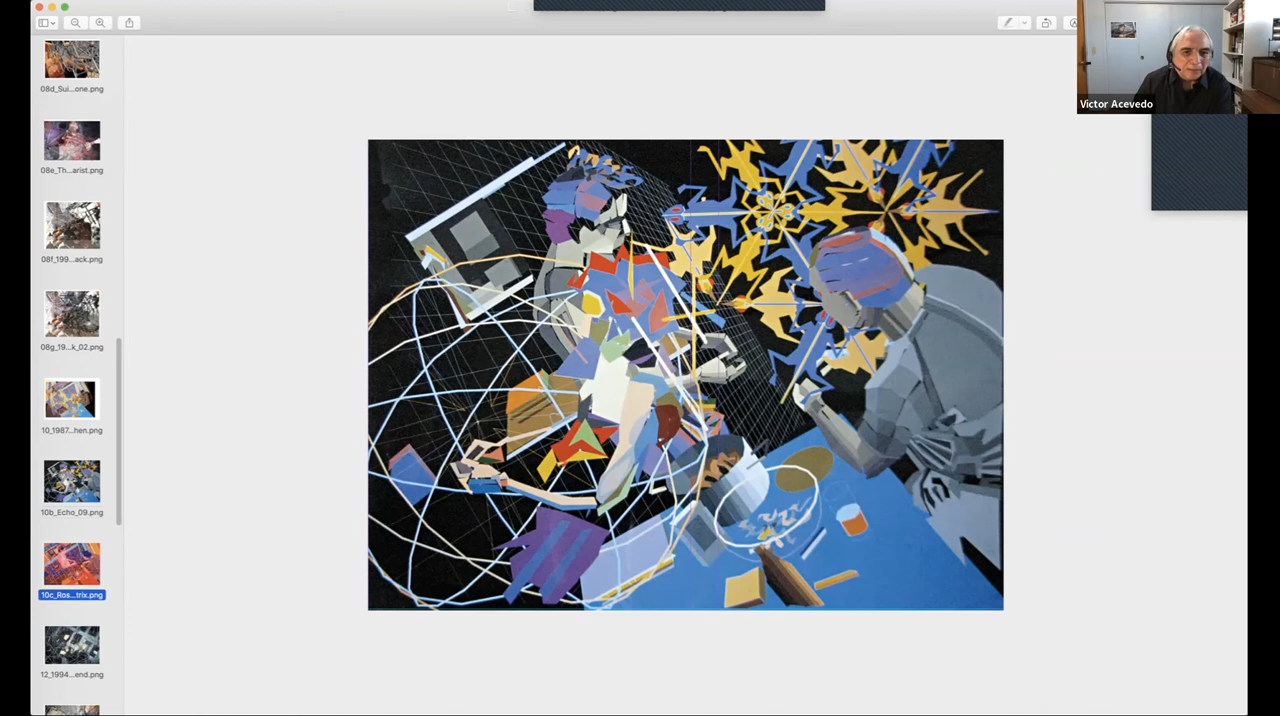 Victor Acevedo
08d_Sui...one.png
08e_Th...arist.png
08f_199...ack.png
08g_19...k_02.png
10_1987...hen.png
10b_Echo_09.png
10c_Ros...trix.png
12_1994...end.png